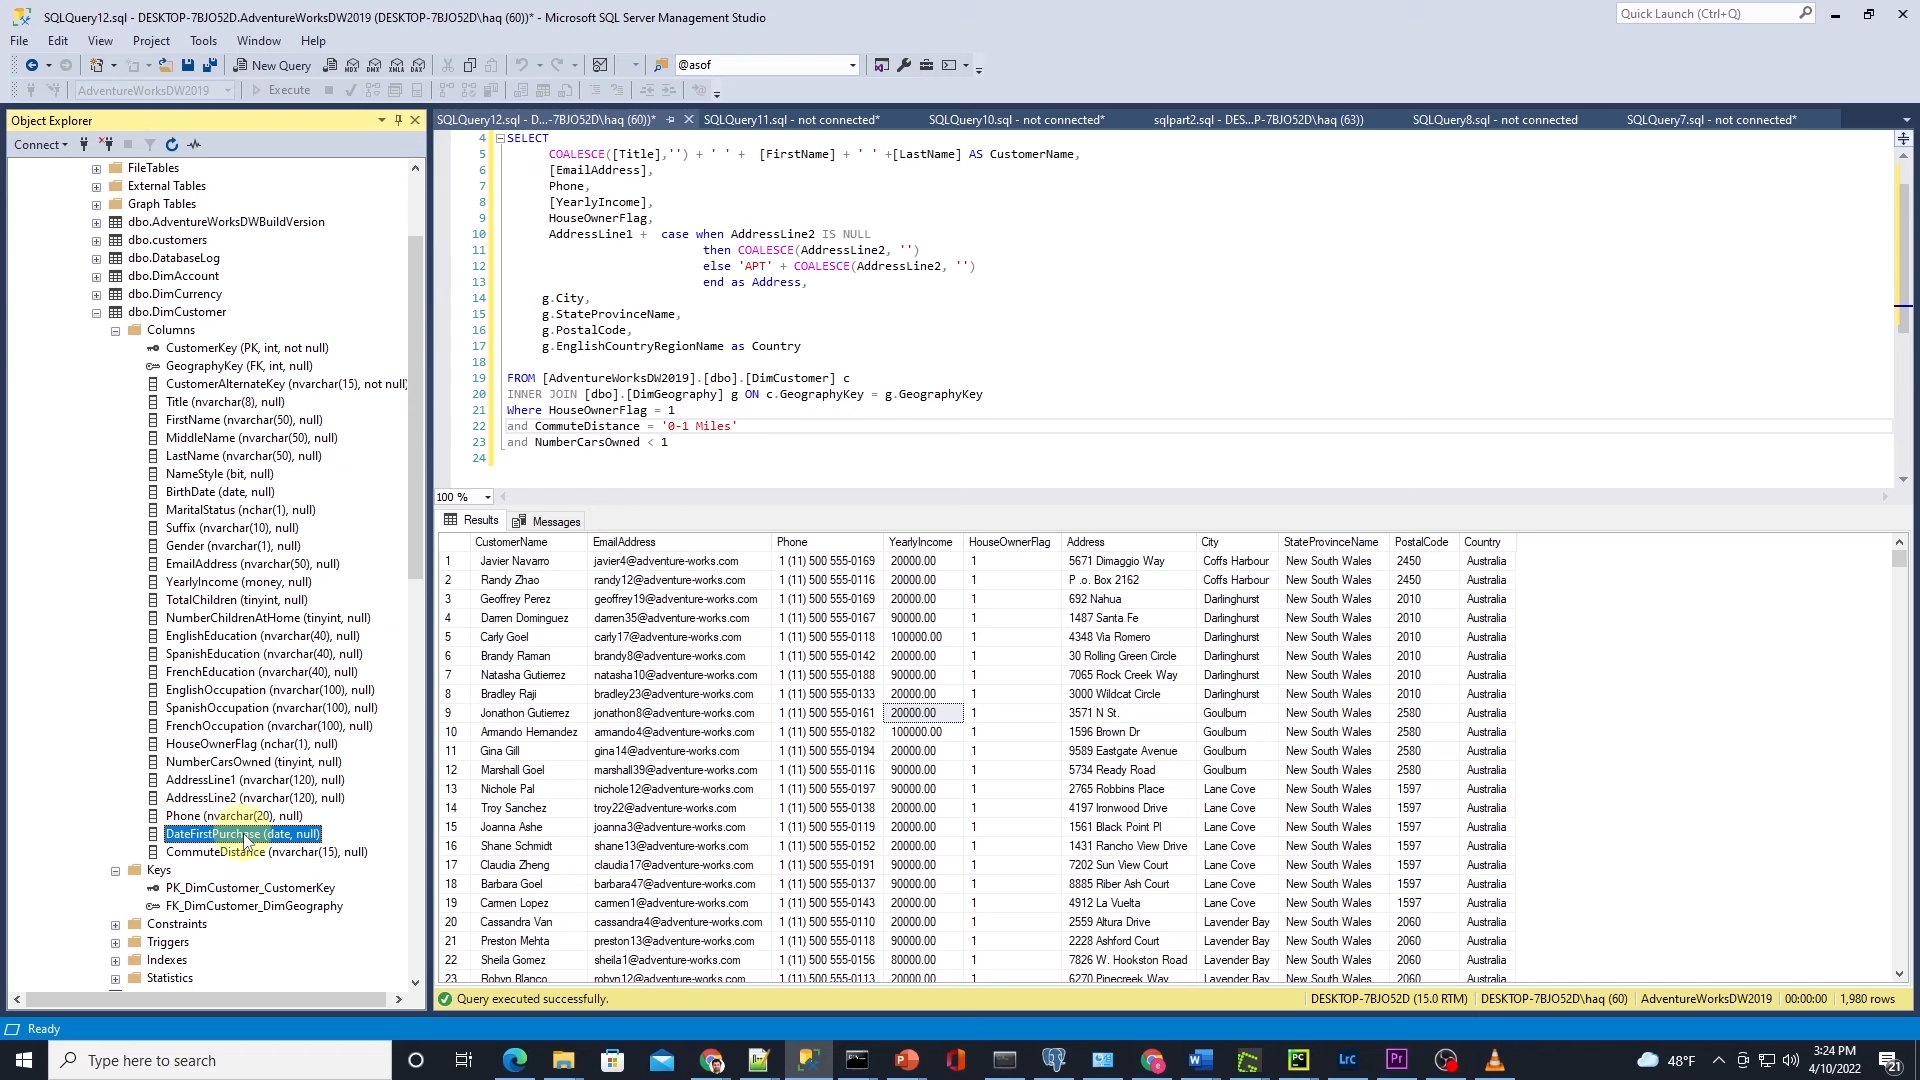 SQLQuery12.sql - DESKTOP-7BJO52D.AdventureWorksDW2019 (DESKTOP-7BJO52D\haq (60))* - Microsoft SQL Server Management Studio
Quick Launch (Ctrl+Q)
File Edit View Project Tools Window Help
New Query
MDX DMX XMLA DAX
@asof
AdventureWorksDW2019
Execute
Object Explorer
Connect
FileTables
External Tables
Graph Tables
dbo.AdventureWorksDWBuildVersion
dbo.customers
dbo.DatabaseLog
dbo.DimAccount
dbo.DimCurrency
dbo.DimCustomer
Columns
CustomerKey (PK, int, not null)
GeographyKey (FK, int, null)
CustomerAlternateKey (nvarchar(15), not null)
Title (nvarchar(8), null)
FirstName (nvarchar(50), null)
MiddleName (nvarchar(50), null)
LastName (nvarchar(50), null)
NameStyle (bit, null)
BirthDate (date, null)
MaritalStatus (nchar(1), null)
Suffix (nvarchar(10), null)
Gender (nvarchar(1), null)
EmailAddress (nvarchar(50), null)
YearlyIncome (money, null)
TotalChildren (tinyint, null)
NumberChildrenAtHome (tinyint, null)
EnglishEducation (nvarchar(40), null)
SpanishEducation (nvarchar(40), null)
FrenchEducation (nvarchar(40), null)
EnglishOccupation (nvarchar(100), null)
SpanishOccupation (nvarchar(100), null)
FrenchOccupation (nvarchar(100), null)
HouseOwnerFlag (nchar(1), null)
NumberCarsOwned (tinyint, null)
AddressLine1 (nvarchar(120), null)
AddressLine2 (nvarchar(120), null)
Phone (nvarchar(20), null)
DateFirstPurchase (date, null)
CommuteDistance (nvarchar(15), null)
Keys
PK_DimCustomer_CustomerKey
FK_DimCustomer_DimGeography
Constraints
Triggers
Indexes
Statistics
SQLQuery12.sql - D...-7BJO52D\haq (60))* SQLQuery11.sql - not connected* SQLQuery10.sql - not connected* sqlpart2.sql - DES...P-7BJO52D\haq (63)) SQLQuery8.sql - not connected SQLQuery7.sql - not connected*
4 SELECT
5 COALESCE([Title],'') + ' ' + [FirstName] + ' ' +[LastName] AS CustomerName,
6 [EmailAddress],
7 Phone,
8 [YearlyIncome],
9 HouseOwnerFlag,
10 AddressLine1 + case when AddressLine2 IS NULL
11 then COALESCE(AddressLine2, '')
12 else 'APT' + COALESCE(AddressLine2, '')
13 end as Address,
14 g.City,
15 g.StateProvinceName,
16 g.PostalCode,
17 g.EnglishCountryRegionName as Country
18
19 FROM [AdventureWorksDW2019].[dbo].[DimCustomer] c
20 INNER JOIN [dbo].[DimGeography] g ON c.GeographyKey = g.GeographyKey
21 Where HouseOwnerFlag = 1
22 and CommuteDistance = '0-1 Miles'
23 and NumberCarsOwned < 1
24
100 %
Results Messages
CustomerName EmailAddress Phone YearlyIncome HouseOwnerFlag Address City StateProvinceName PostalCode Country
1 Javier Navarro javier4@adventure-works.com 1 (11) 500 555-0169 20000.00 1 5671 Dimaggio Way Coffs Harbour New South Wales 2450 Australia
2 Randy Zhao randy12@adventure-works.com 1 (11) 500 555-0116 20000.00 1 P .o. Box 2162 Coffs Harbour New South Wales 2450 Australia
3 Geoffrey Perez geoffrey19@adventure-works.com 1 (11) 500 555-0169 20000.00 1 692 Nahua Darlinghurst New South Wales 2010 Australia
4 Darren Dominguez darren35@adventure-works.com 1 (11) 500 555-0167 90000.00 1 1487 Santa Fe Darlinghurst New South Wales 2010 Australia
5 Carly Goel carly17@adventure-works.com 1 (11) 500 555-0118 100000.00 1 4348 Via Romero Darlinghurst New South Wales 2010 Australia
6 Brandy Raman brandy8@adventure-works.com 1 (11) 500 555-0142 20000.00 1 30 Rolling Green Circle Darlinghurst New South Wales 2010 Australia
7 Natasha Gutierrez natasha10@adventure-works.com 1 (11) 500 555-0188 90000.00 1 7065 Rock Creek Way Darlinghurst New South Wales 2010 Australia
8 Bradley Raji bradley23@adventure-works.com 1 (11) 500 555-0133 20000.00 1 3000 Wildcat Circle Darlinghurst New South Wales 2010 Australia
9 Jonathon Gutierrez jonathon8@adventure-works.com 1 (11) 500 555-0161 20000.00 1 3571 N St. Goulburn New South Wales 2580 Australia
10 Armando Hernandez armando4@adventure-works.com 1 (11) 500 555-0182 100000.00 1 1596 Brown Dr Goulburn New South Wales 2580 Australia
11 Gina Gill gina14@adventure-works.com 1 (11) 500 555-0194 20000.00 1 9589 Eastgate Avenue Goulburn New South Wales 2580 Australia
12 Marshall Goel marshall39@adventure-works.com 1 (11) 500 555-0116 90000.00 1 5734 Ready Road Goulburn New South Wales 2580 Australia
13 Nichole Pal nichole12@adventure-works.com 1 (11) 500 555-0197 90000.00 1 2765 Robbins Place Lane Cove New South Wales 1597 Australia
14 Troy Sanchez troy22@adventure-works.com 1 (11) 500 555-0138 20000.00 1 4197 Ironwood Drive Lane Cove New South Wales 1597 Australia
15 Joanna Ashe joanna3@adventure-works.com 1 (11) 500 555-0119 20000.00 1 1561 Black Point Pl Lane Cove New South Wales 1597 Australia
16 Shane Schmidt shane13@adventure-works.com 1 (11) 500 555-0159 20000.00 1 1431 Rancho View Drive Lane Cove New South Wales 1597 Australia
17 Claudia Zheng claudia17@adventure-works.com 1 (11) 500 555-0191 90000.00 1 7202 Sun View Court Lane Cove New South Wales 1597 Australia
18 Barbara Goel barbara47@adventure-works.com 1 (11) 500 555-0137 90000.00 1 8885 Riber Ash Court Lane Cove New South Wales 1597 Australia
19 Carmen Lopez carmen1@adventure-works.com 1 (11) 500 555-0143 20000.00 1 4912 La Vuelta Lane Cove New South Wales 1597 Australia
20 Cassandra Van cassandra4@adventure-works.com 1 (11) 500 555-0110 20000.00 1 2559 Altura Drive Lavender Bay New South Wales 2060 Australia
21 Preston Mehta preston13@adventure-works.com 1 (11) 500 555-0118 90000.00 1 2228 Ashford Court Lavender Bay New South Wales 2060 Australia
22 Sheila Gomez sheila1@adventure-works.com 1 (11) 500 555-0156 80000.00 1 7826 W. Hookston Road Lavender Bay New South Wales 2060 Australia
23 Robyn Blanco robyn12@adventure-works.com 1 (11) 500 555-0113 20000.00 1 6270 Pinecreek Way Lavender Bay New South Wales 2060 Australia
Query executed successfully. DESKTOP-7BJO52D (15.0 RTM) DESKTOP-7BJO52D\haq (60) AdventureWorksDW2019 00:00:00 1,980 rows
Ready
Type here to search
PC Lrc Pr
48°F
3:24 PM
4/10/2022
21